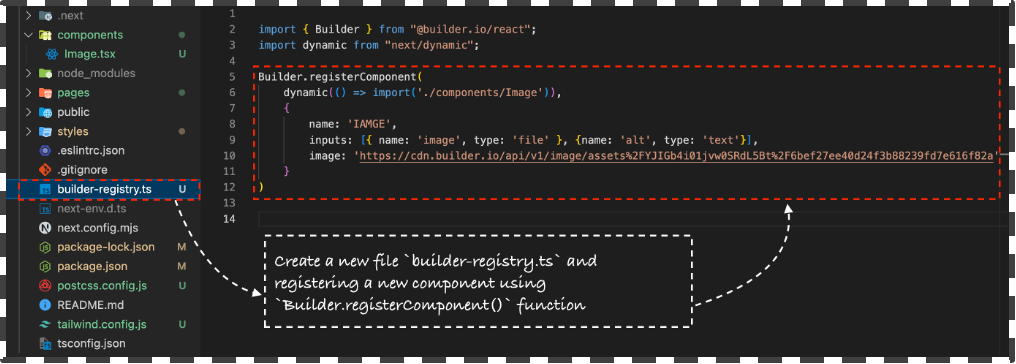 .next
components
Image.tsx U
node_modules
pages
public
styles
.eslintrc.json
.gitignore
builder-registry.ts U
next-env.d.ts
next.config.mjs
package-lock.json M
package.json M
postcss.config.js U
README.md
tailwind.config.js U
tsconfig.json
1
2 import { Builder } from "@builder.io/react";
3 import dynamic from "next/dynamic";
4
5 Builder.registerComponent(
6 dynamic(() => import('./components/Image')),
7 {
8 name: 'IAMGE',
9 inputs: [{ name: 'image', type: 'file' }, {name: 'alt', type: 'text'}],
10 image: 'https://cdn.builder.io/api/v1/image/assets%2FYJIGb4i01jvw0SRdL5Bt%2F6bef27ee40d24f3b88239fd7e616f82a'
11 }
12 )
13
14
Create a new file `builder-registry.ts` and
registering a new component using
`Builder.registerComponent()` function